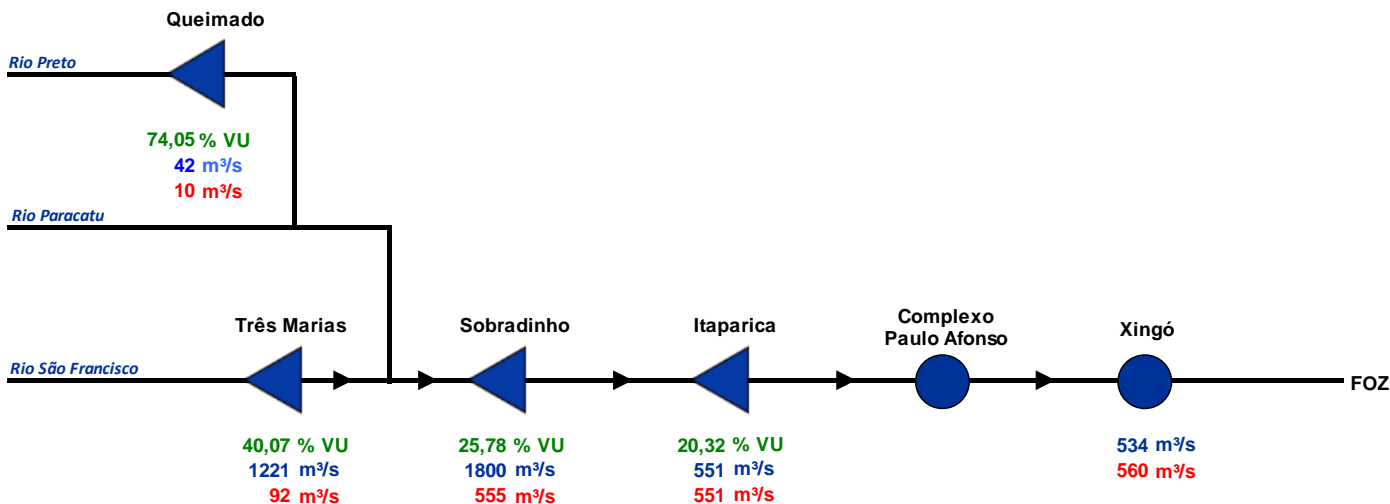 Queimado
Rio Preto
74,05 % VU
42 m³/s
10 m³/s
Rio Paracatu
Três Marias
Sobradinho
Itaparica
Complexo
Paulo Afonso
Xingó
Rio São Francisco
FOZ
40,07 % VU
1221 m³/s
92 m³/s
25,78 % VU
1800 m³/s
555 m³/s
20,32 % VU
551 m³/s
551 m³/s
534 m³/s
560 m³/s